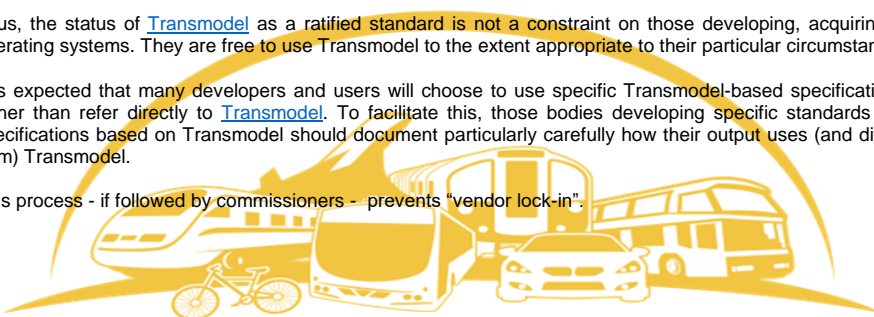 us, the status of Transmodel as a ratified standard is not a constraint on those developing, acquirin
erating systems. They are free to use Transmodel to the extent appropriate to their particular circumstan
s expected that many developers and users will choose to use specific Transmodel-based specificati
her than refer directly to Transmodel. To facilitate this, those bodies developing specific standards
ecifications based on Transmodel should document particularly carefully how their output uses (and di
m) Transmodel.
s process - if followed by commissioners - prevents “vendor lock-in”.